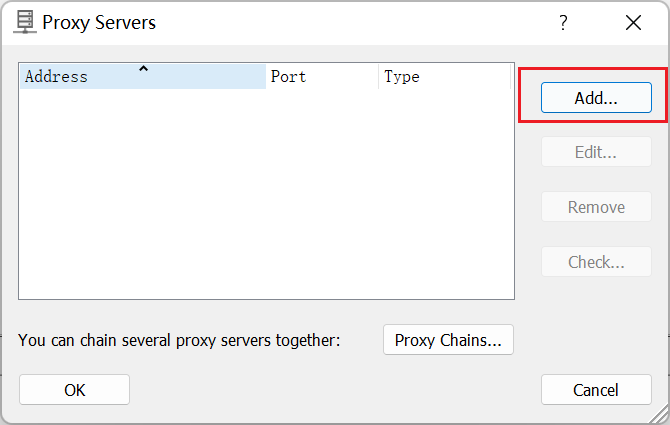 Proxy Servers ?
Address Port Type
Add...
Edit...
Remove
Check...
You can chain several proxy servers together: Proxy Chains...
OK Cancel